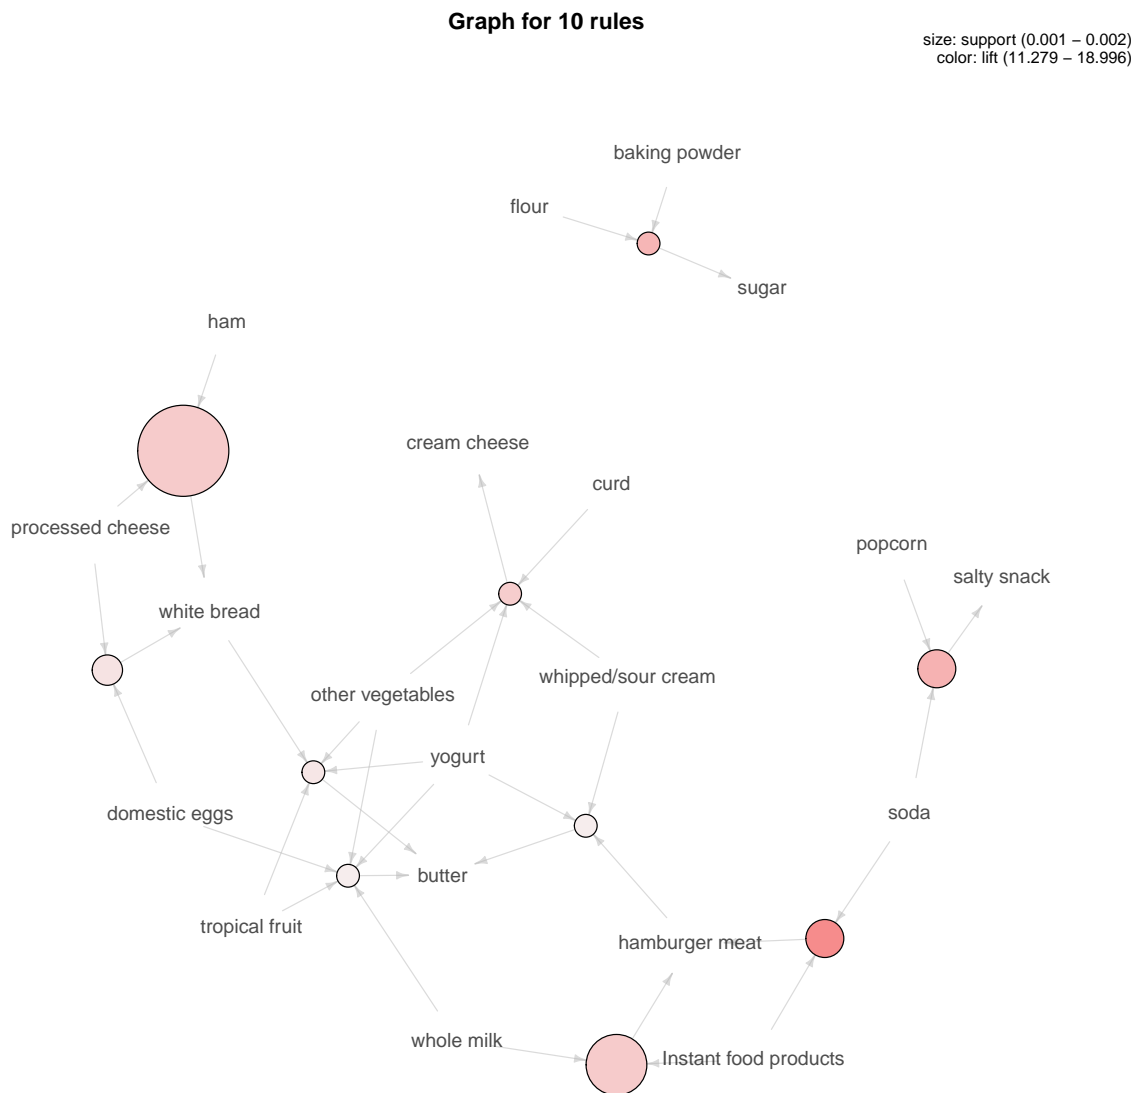 Graph for 10 rules
size: support (0.001 − 0.002)
color: lift (11.279 − 18.996)
baking powder
flour
sugar
ham
cream cheese
curd
processed cheese
popcorn
salty snack
white bread
whipped/sour cream
other vegetables
yogurt
domestic eggs
soda
butter
tropical fruit
hamburger meat
whole milk
Instant food products